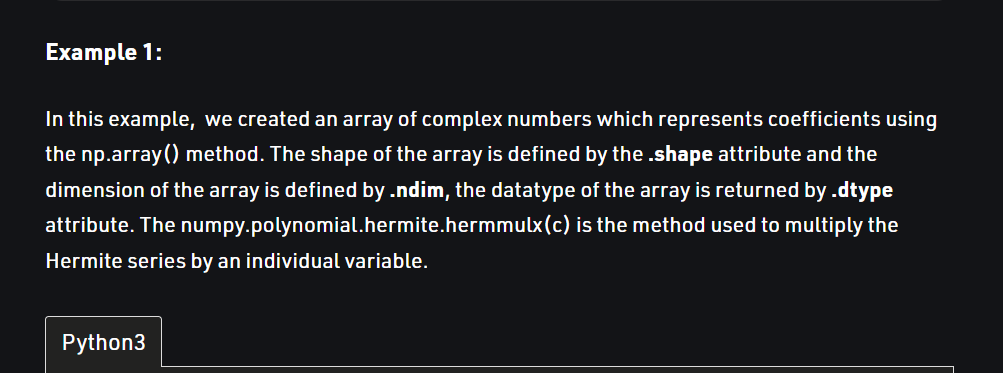 Example 1:
In this example,  we created an array of complex numbers which represents coefficients using
the np.array() method. The shape of the array is defined by the .shape attribute and the
dimension of the array is defined by .ndim, the datatype of the array is returned by .dtype
attribute. The numpy.polynomial.hermite.hermmulx(c) is the method used to multiply the
Hermite series by an individual variable.
Python3